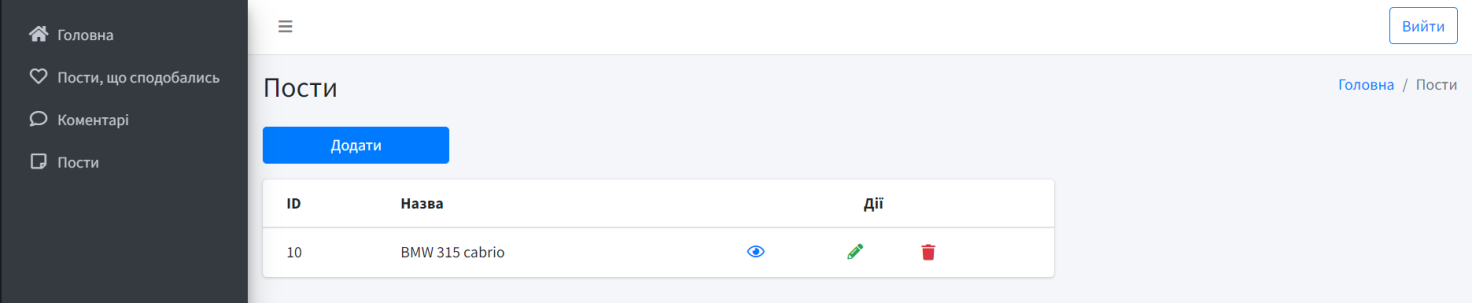 Головна
Пости, що сподобались
Коментарі
Пости
Вийти
Пости
Головна / Пости
Додати
ID Назва Дії
10 BMW 315 cabrio